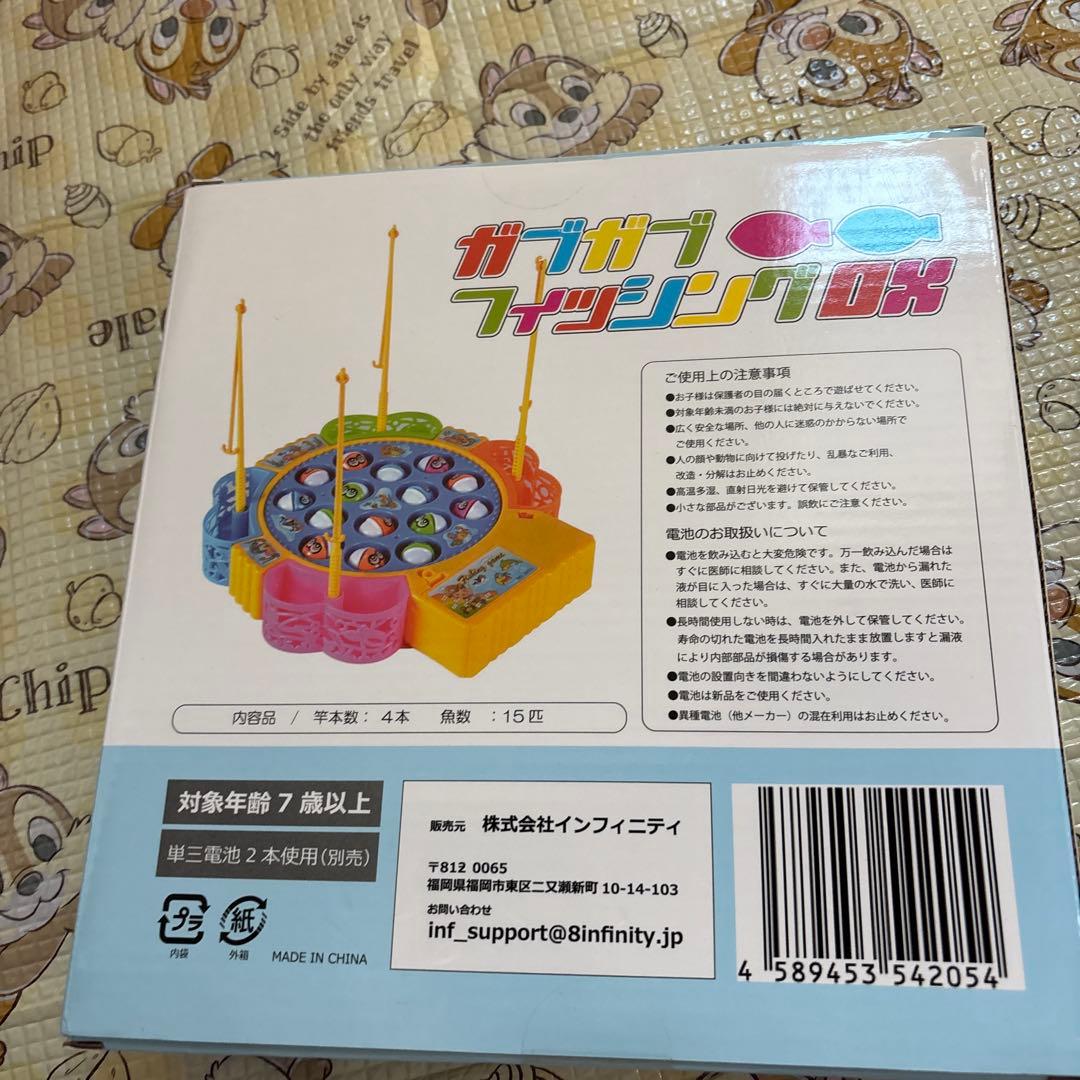 Side by side is
the only way
friends travel
hip
Dale
Chip
ガブガブ
フィッシングDX
ご使用上の注意事項
●お子様は保護者の目の届くところで遊ばせてください。
●対象年齢未満のお子様には絶対に与えないでください。
●広く安全な場所、他の人に迷惑のかからない場所で
ご使用ください。
●人の顔や動物に向けて投げたり、乱暴なご利用、
改造・分解はお止めください。
●高温多湿、直射日光を避けて保管してください。
●小さな部品がございます。誤飲にご注意ください。
電池のお取扱いについて
●電池を飲み込むと大変危険です。万一飲み込んだ場合は
すぐに医師に相談してください。また、電池から漏れた
液が目に入った場合は、すぐに大量の水で洗い、医師に
相談してください。
●長時間使用しない時は、電池を外して保管してください。
寿命の切れた電池を長時間入れたまま放置しますと漏液
により内部部品が損傷する場合があります。
●電池の設置向きを間違わないようにしてください。
●電池は新品をご使用ください。
●異種電池（他メーカー）の混在利用はお止めください。
Fishing game
内容品 / 竿本数： 4本 魚数 ：15匹
対象年齢7歳以上
単三電池2本使用(別売)
プラ
内袋
紙
外箱
MADE IN CHINA
販売元 株式会社インフィニティ
〒812 0065
福岡県福岡市東区二又瀬新町 10-14-103
お問い合わせ
inf_support@8infinity.jp
4 589453 542054